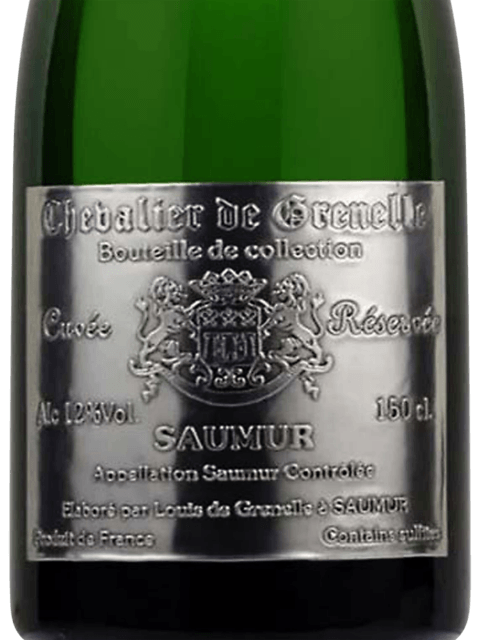 Chevalier de Grenelle
Bouteille de collection
Cuvée Réservée
Alc 12%Vol. 150 cl.
SAUMUR
Appellation Saumur Contrôlée
Elaboré par Louis de Grenelle à SAUMUR
Produit de France Contains sulfites